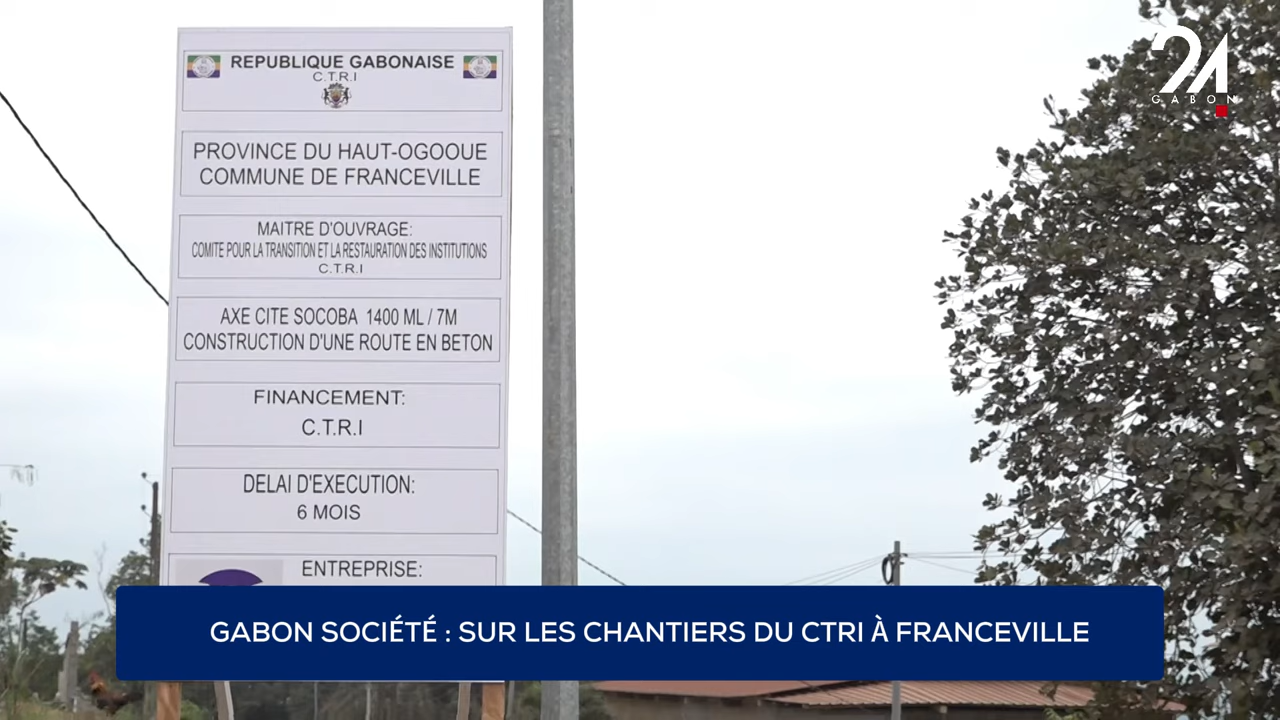 24
GABON
REPUBLIQUE GABONAISE
C.T.R.I
PROVINCE DU HAUT-OGOOUE
COMMUNE DE FRANCEVILLE
MAITRE D'OUVRAGE:
COMITE POUR LA TRANSITION ET LA RESTAURATION DES INSTITUTIONS
C.T.R.I
AXE CITE SOCOBA 1400 ML / 7M
CONSTRUCTION D'UNE ROUTE EN BETON
FINANCEMENT:
C.T.R.I
DELAI D'EXECUTION:
6 MOIS
ENTREPRISE:
GABON SOCIÉTÉ : SUR LES CHANTIERS DU CTRI À FRANCEVILLE